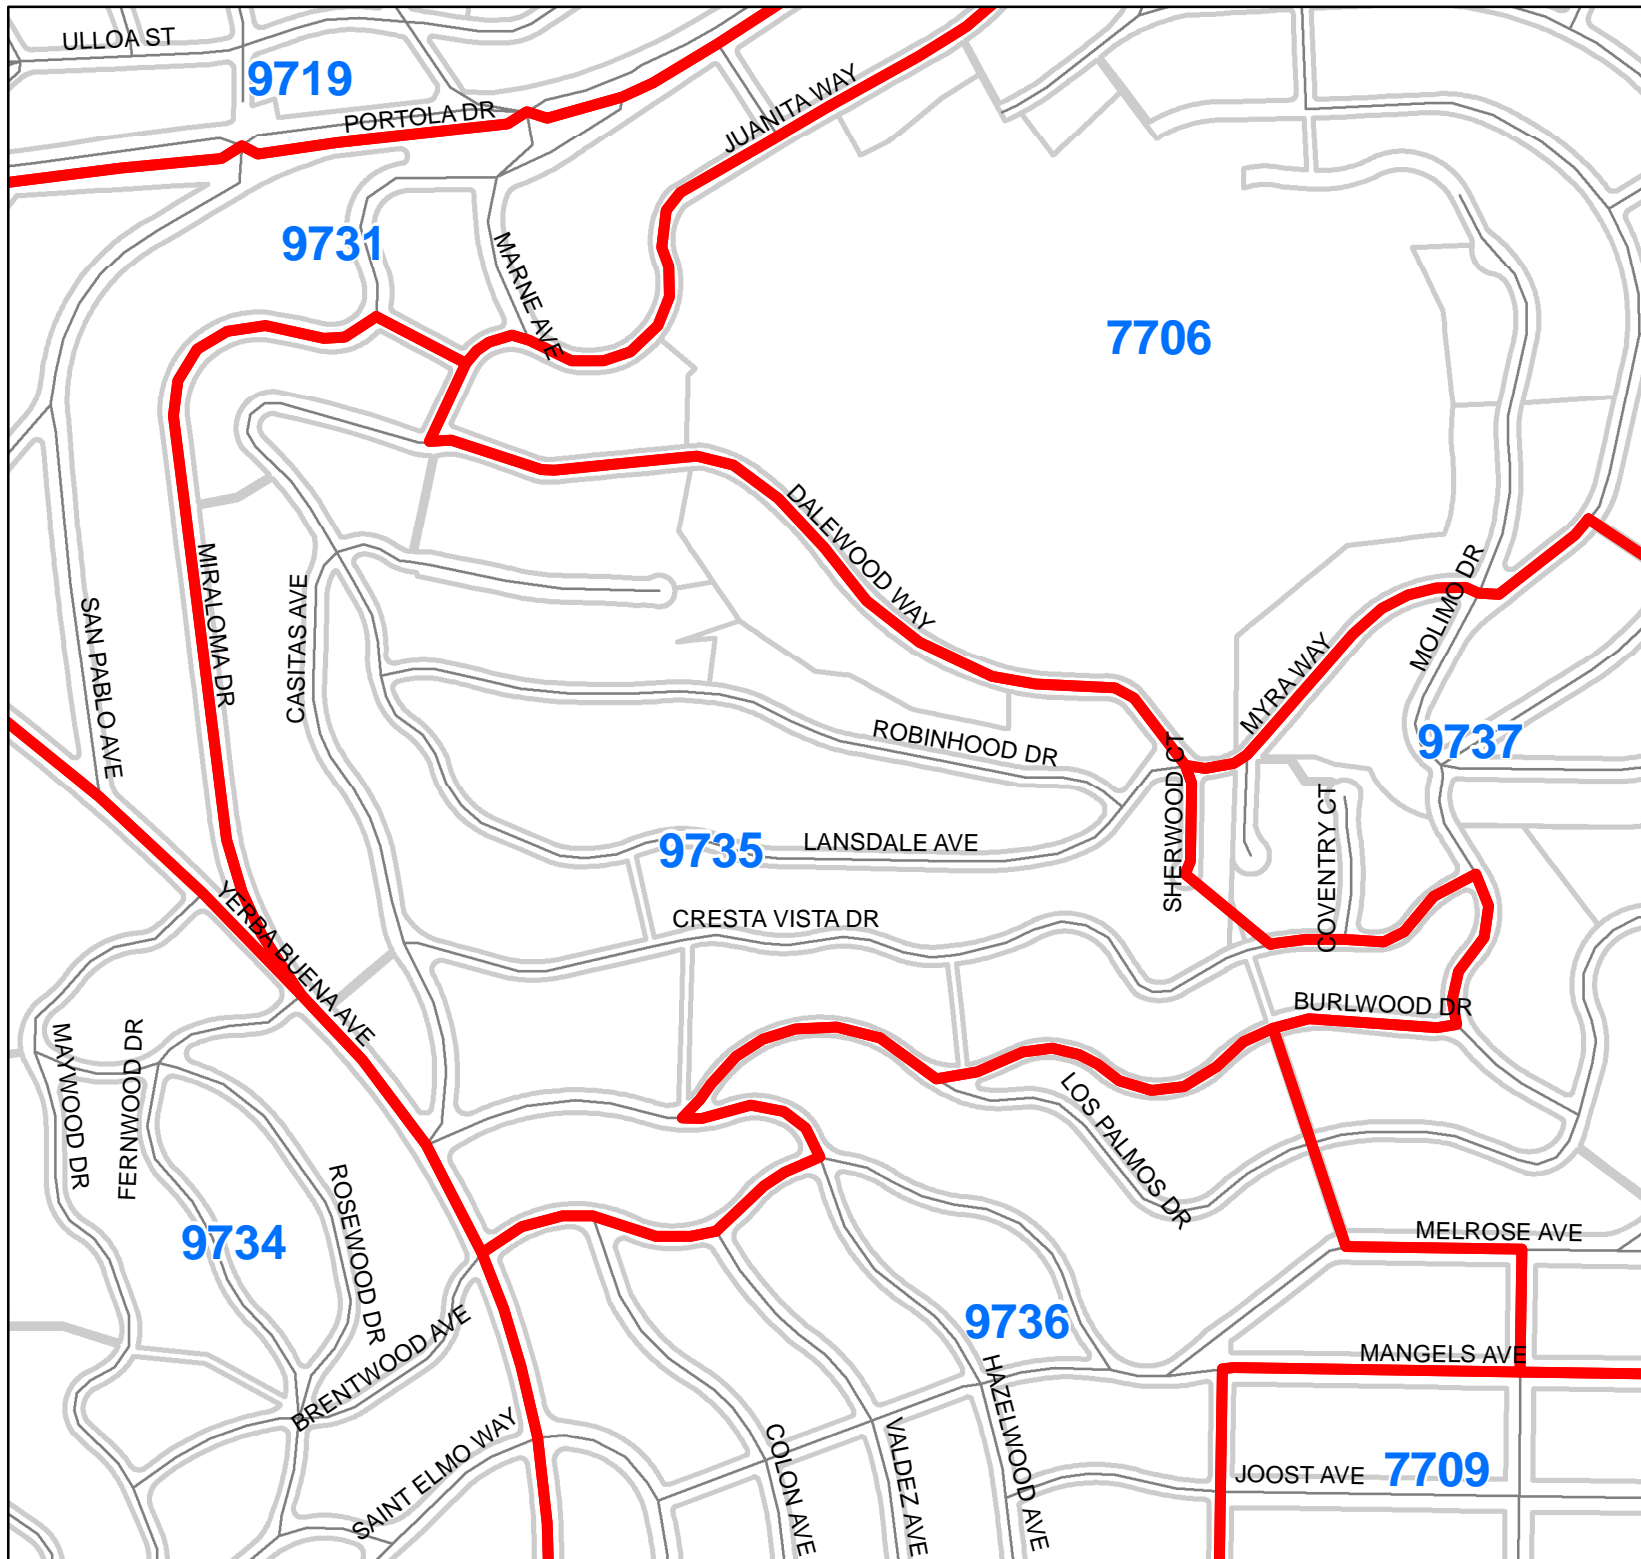 ULLOA ST
9719
PORTOLA DR
JUANITA WAY
9731
MARNE AVE
7706
DALEWOOD WAY
MIRALOMA DR
CASITAS AVE
SAN PABLO AVE
MOLIMO DR
MYRA WAY
ROBINHOOD DR
9737
SHERWOOD CT
COVENTRY CT
9735
LANSDALE AVE
CRESTA VISTA DR
YERBA BUENA AVE
BURLWOOD DR
MAYWOOD DR
FERNWOOD DR
LOS PALMOS DR
ROSEWOOD DR
9734
MELROSE AVE
9736
BRENTWOOD AVE
MANGELS AVE
HAZELWOOD AVE
SAINT ELMO WAY
COLON AVE
VALDEZ AVE
JOOST AVE
7709